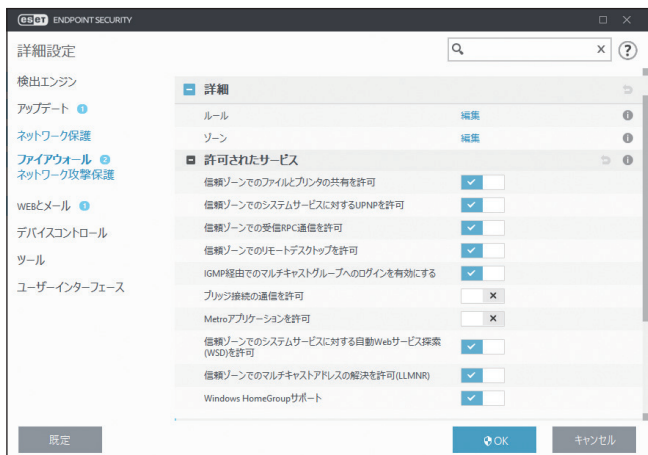 eset ENDPOINT SECURITY
詳細設定
検出エンジン
アップデート 1
ネットワーク保護
ファイアウォール 2
ネットワーク攻撃保護
WEBとメール 1
デバイスコントロール
ツール
ユーザーインターフェース
詳細
ルール 編集
ゾーン 編集
許可されたサービス
信頼ゾーンでのファイルとプリンタの共有を許可
信頼ゾーンでのシステムサービスに対するUPNPを許可
信頼ゾーンでの受信RPC通信を許可
信頼ゾーンでのリモートデスクトップを許可
IGMP経由でのマルチキャストグループへのログインを有効にする
ブリッジ接続の通信を許可
Metroアプリケーションを許可
信頼ゾーンでのシステムサービスに対する自動Webサービス探索
(WSD)を許可
信頼ゾーンでのマルチキャストアドレスの解決を許可(LLMNR)
Windows HomeGroupサポート
既定
OK
キャンセル